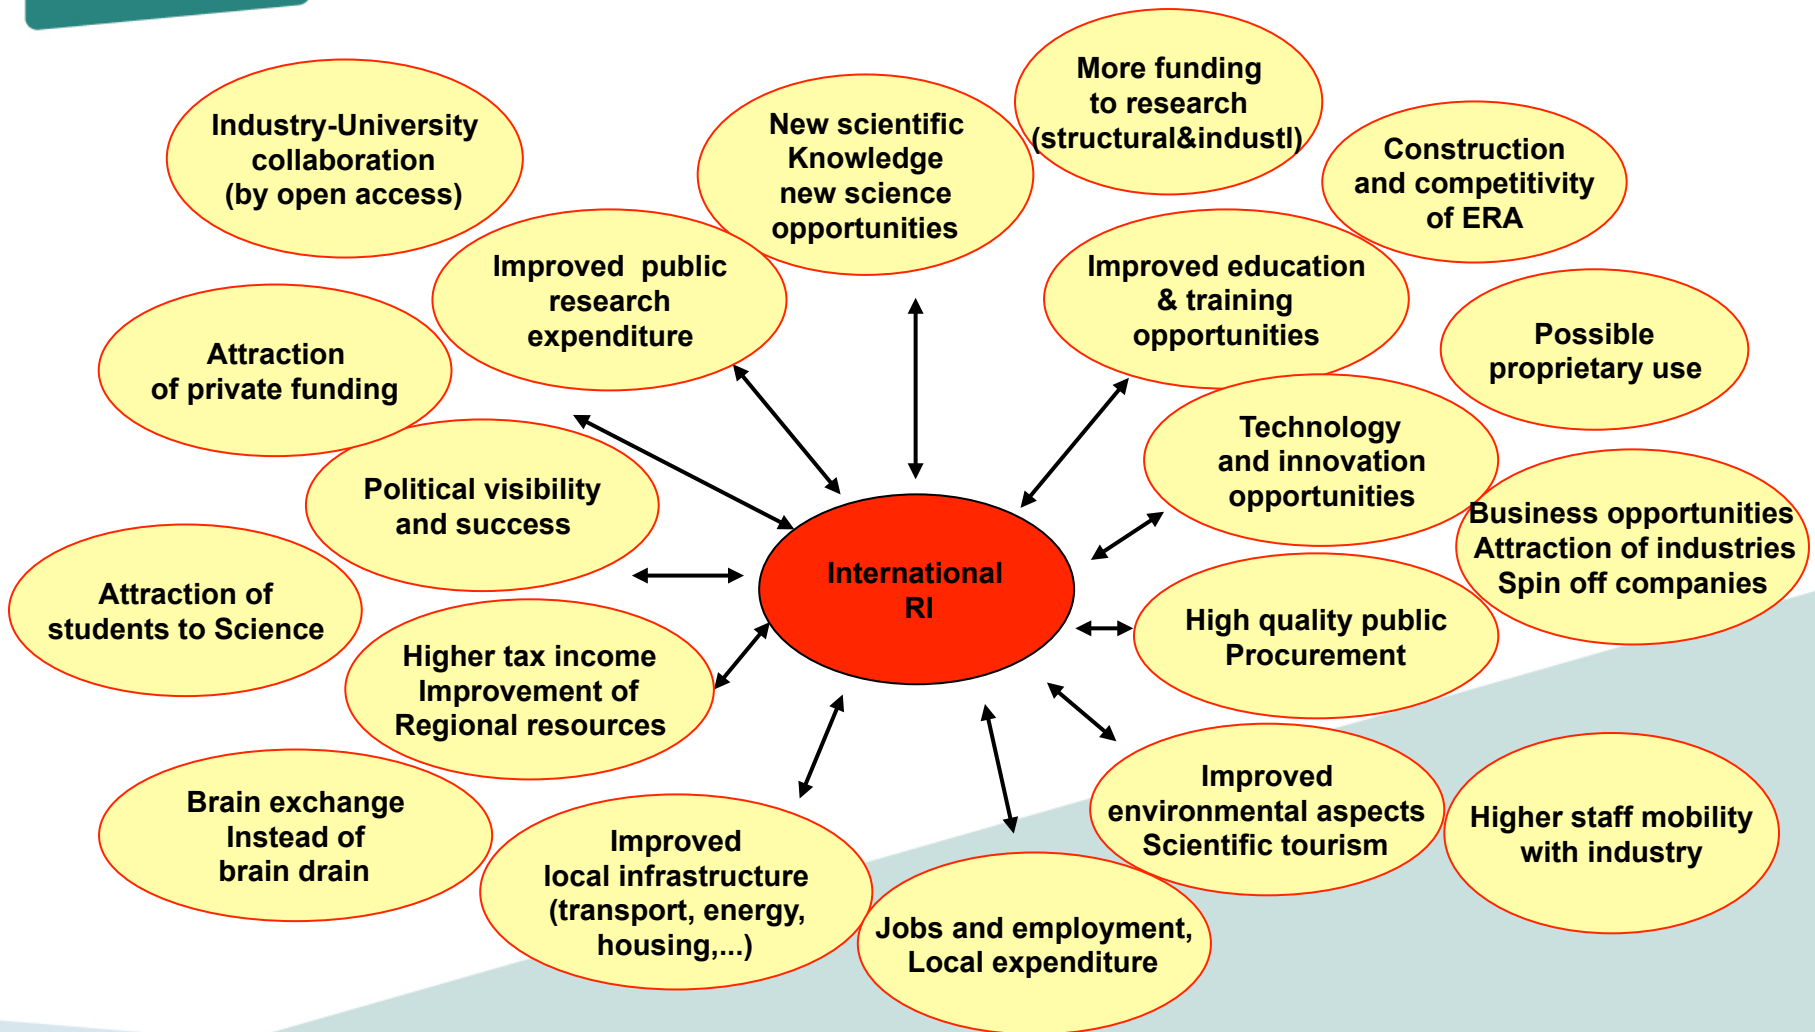 More funding
to research
(structural&industl)
Industry-University
collaboration
(by open access)
New scientific
Knowledge
new science
opportunities
Construction
and competitivity
of ERA
Improved public
research
expenditure
Improved education
& training
opportunities
Attraction
of private funding
Possible
proprietary use
Technology
and innovation
opportunities
Political visibility
and success
Business opportunities
Attraction of industries
Spin off companies
International
RI
Attraction of
students to Science
High quality public
Procurement
Higher tax income
Improvement of
Regional resources
Improved
environmental aspects
Scientific tourism
Higher staff mobility
with industry
Brain exchange
Instead of
brain drain
Improved
local infrastructure
(transport, energy,
housing,...)
Jobs and employment,
Local expenditure